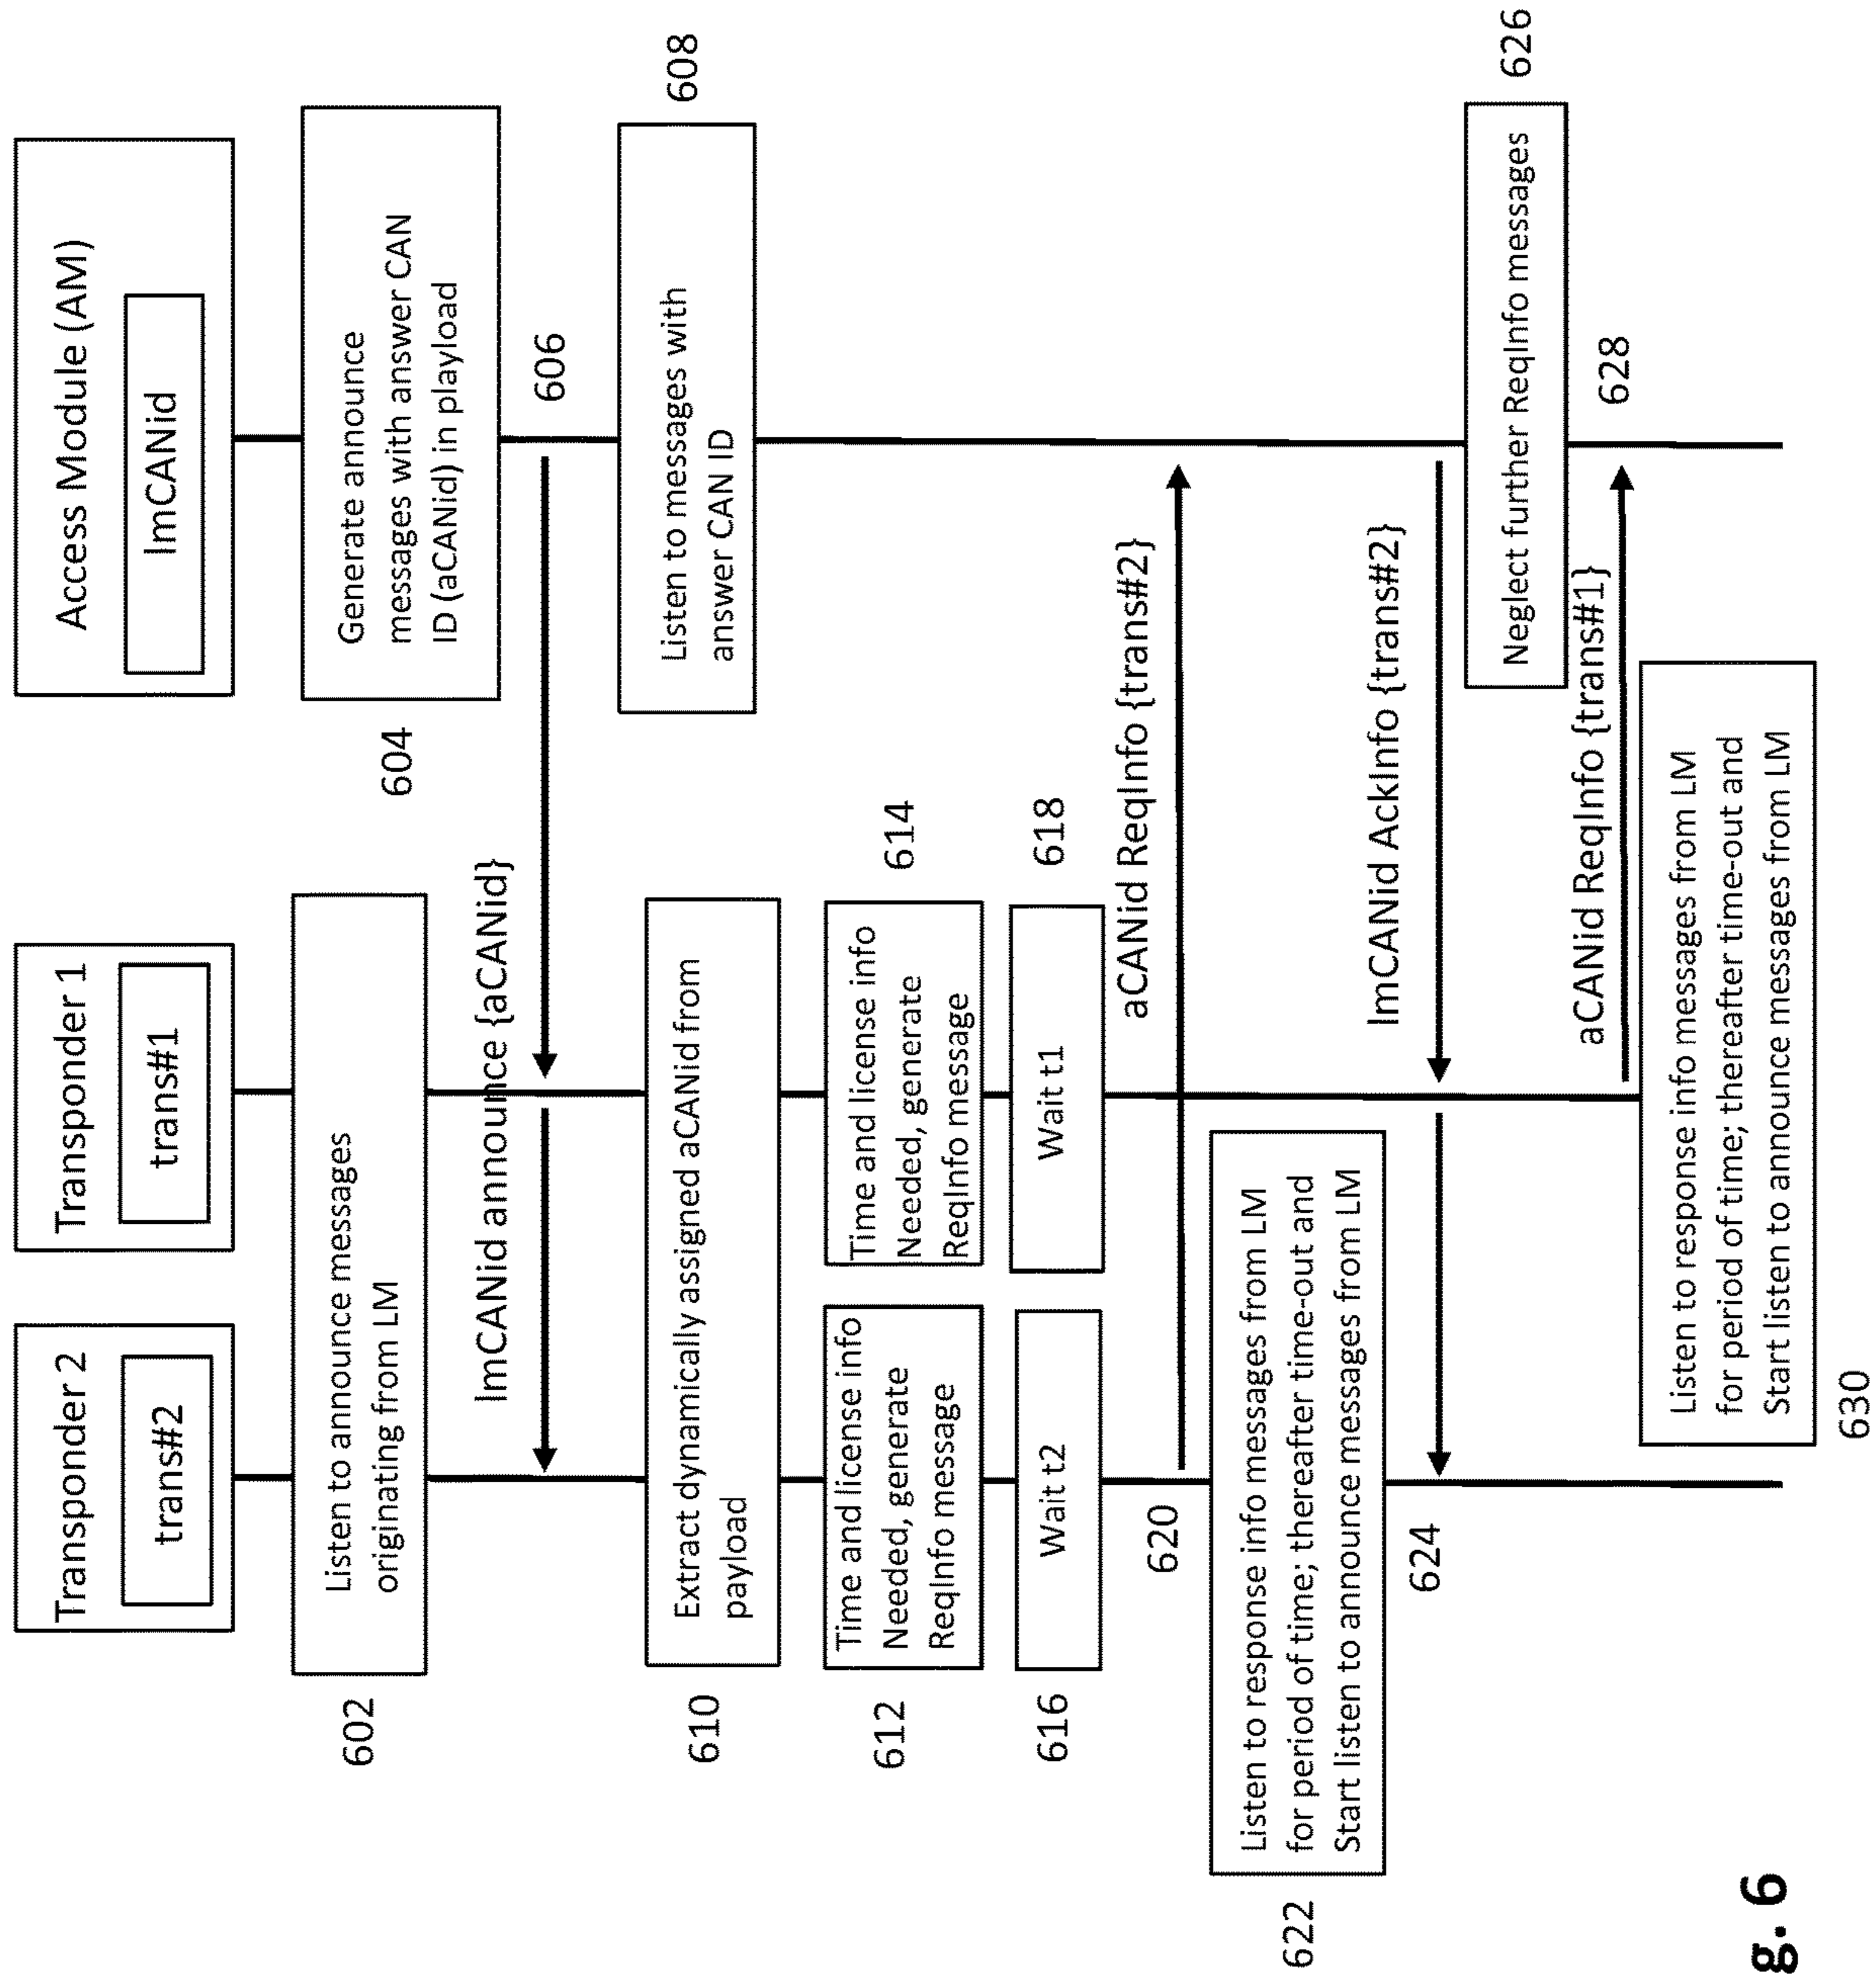 Transponder 2
trans#2
Transponder 1
trans#1
Access Module (AM)
lmCANid
602
Listen to announce messages
originating from LM
604
Generate announce
messages with answer CAN
ID (aCANid) in playload
lmCANid announce {aCANid}
606
608
Listen to messages with
answer CAN ID
610
Extract dynamically assigned aCANid from
payload
612
Time and license info
Needed, generate
ReqInfo message
614
Time and license info
Needed, generate
ReqInfo message
616
Wait t2
618
Wait t1
620
aCANid ReqInfo {trans#2}
622
Listen to response info messages from LM
for period of time; thereafter time-out and
Start listen to announce messages from LM
624
lmCANid AckInfo {trans#2}
626
Neglect further ReqInfo messages
aCANid ReqInfo {trans#1}
628
Listen to response info messages from LM
for period of time; thereafter time-out and
Start listen to announce messages from LM
630
g. 6